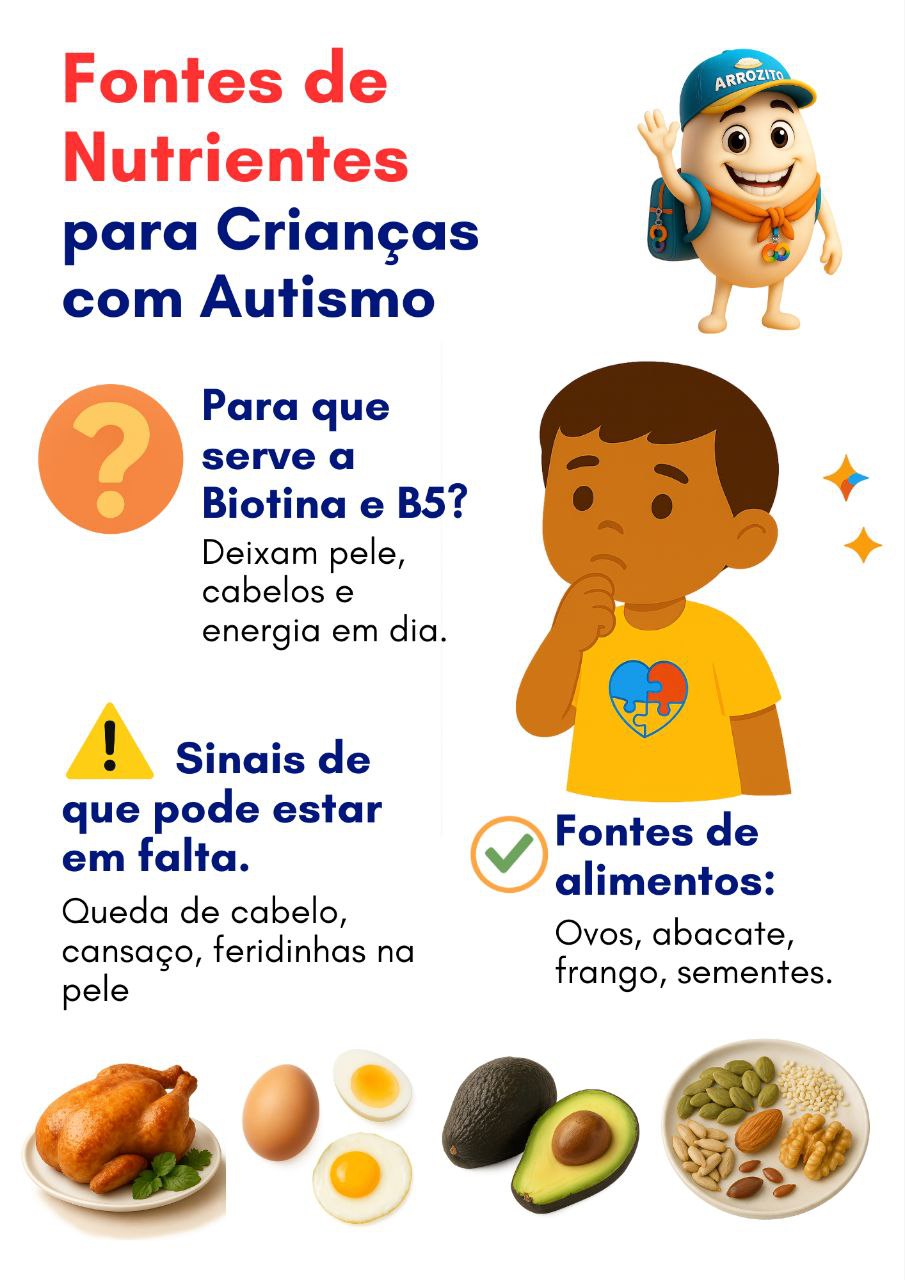 Fontes de
Nutrientes
para Crianças
com Autismo
ARROZITO
Para que
serve a
Biotina e B5?
Deixam pele,
cabelos e
energia em dia.
Sinais de
que pode estar
em falta.
Queda de cabelo,
cansaço, feridinhas na
pele
Fontes de
alimentos:
Ovos, abacate,
frango, sementes.